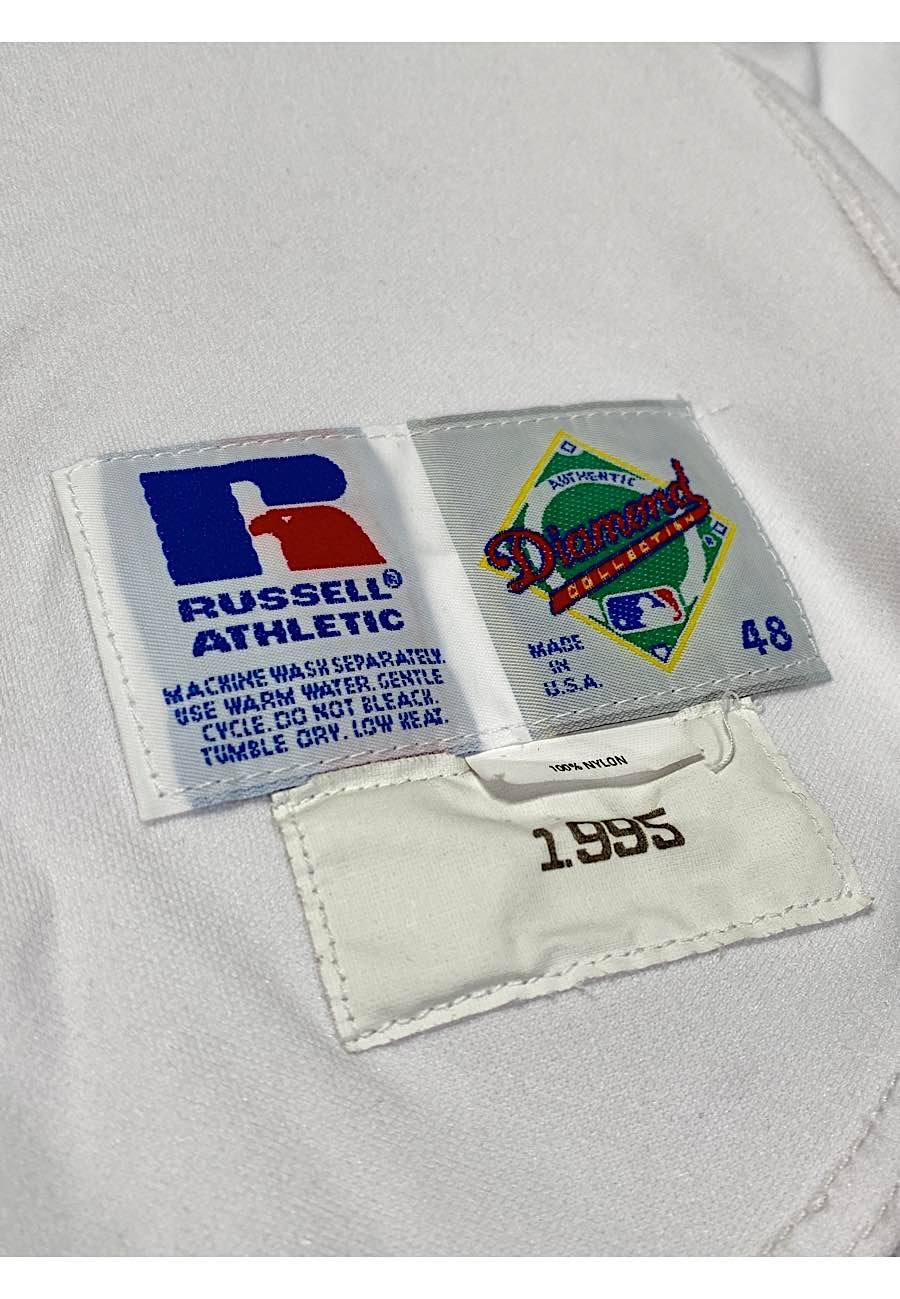 RUSSELL®
ATHLETIC
MACHINE WASH SEPARATELY.
USE WARM WATER. GENTLE
CYCLE. DO NOT BLEACH.
TUMBLE DRY. LOW HEAT.
AUTHENTIC
Diamond
COLLECTION
MADE
IN
U.S.A.
48
100% NYLON
1995